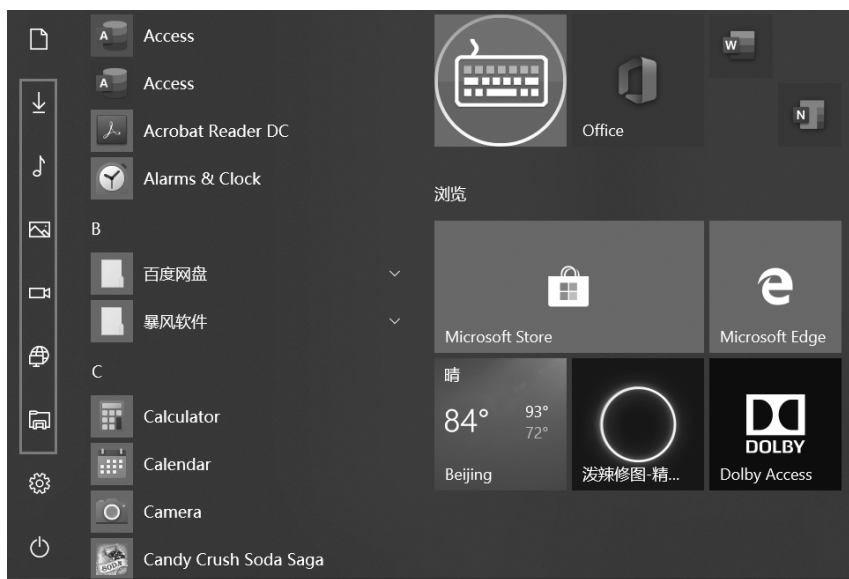 Access
Access
Acrobat Reader DC
Alarms & Clock
B
百度网盘
暴风软件
C
Calculator
Calendar
Camera
Candy Crush Soda Saga
Office
浏览
Microsoft Store
Microsoft Edge
晴
84°
93°
72°
Beijing
泼辣修图-精...
DOLBY
Dolby Access